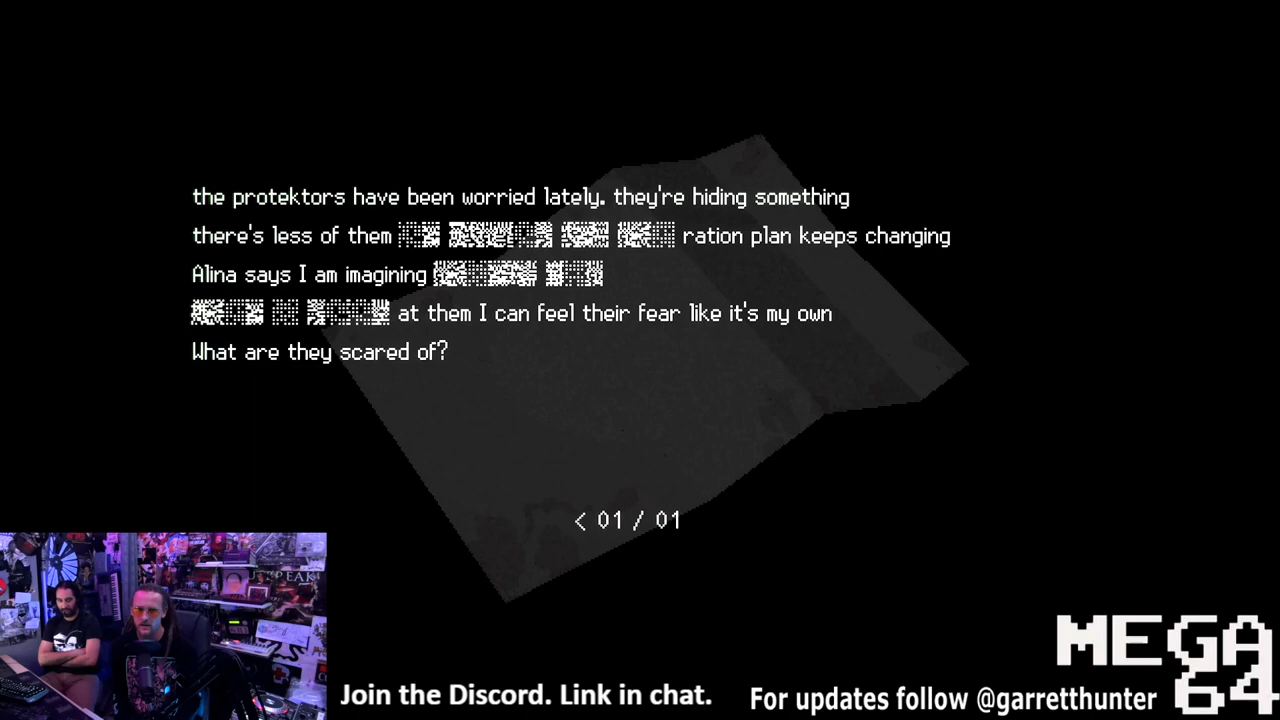 the protektors have been worried lately. they're hiding something
there's less of them ration plan keeps changing
Alina says I am imagining
at them I can feel their fear like it's my own
What are they scared of?
< 01 / 01
MEGA
64
Join the Discord. Link in chat.
For updates follow @garretthunter